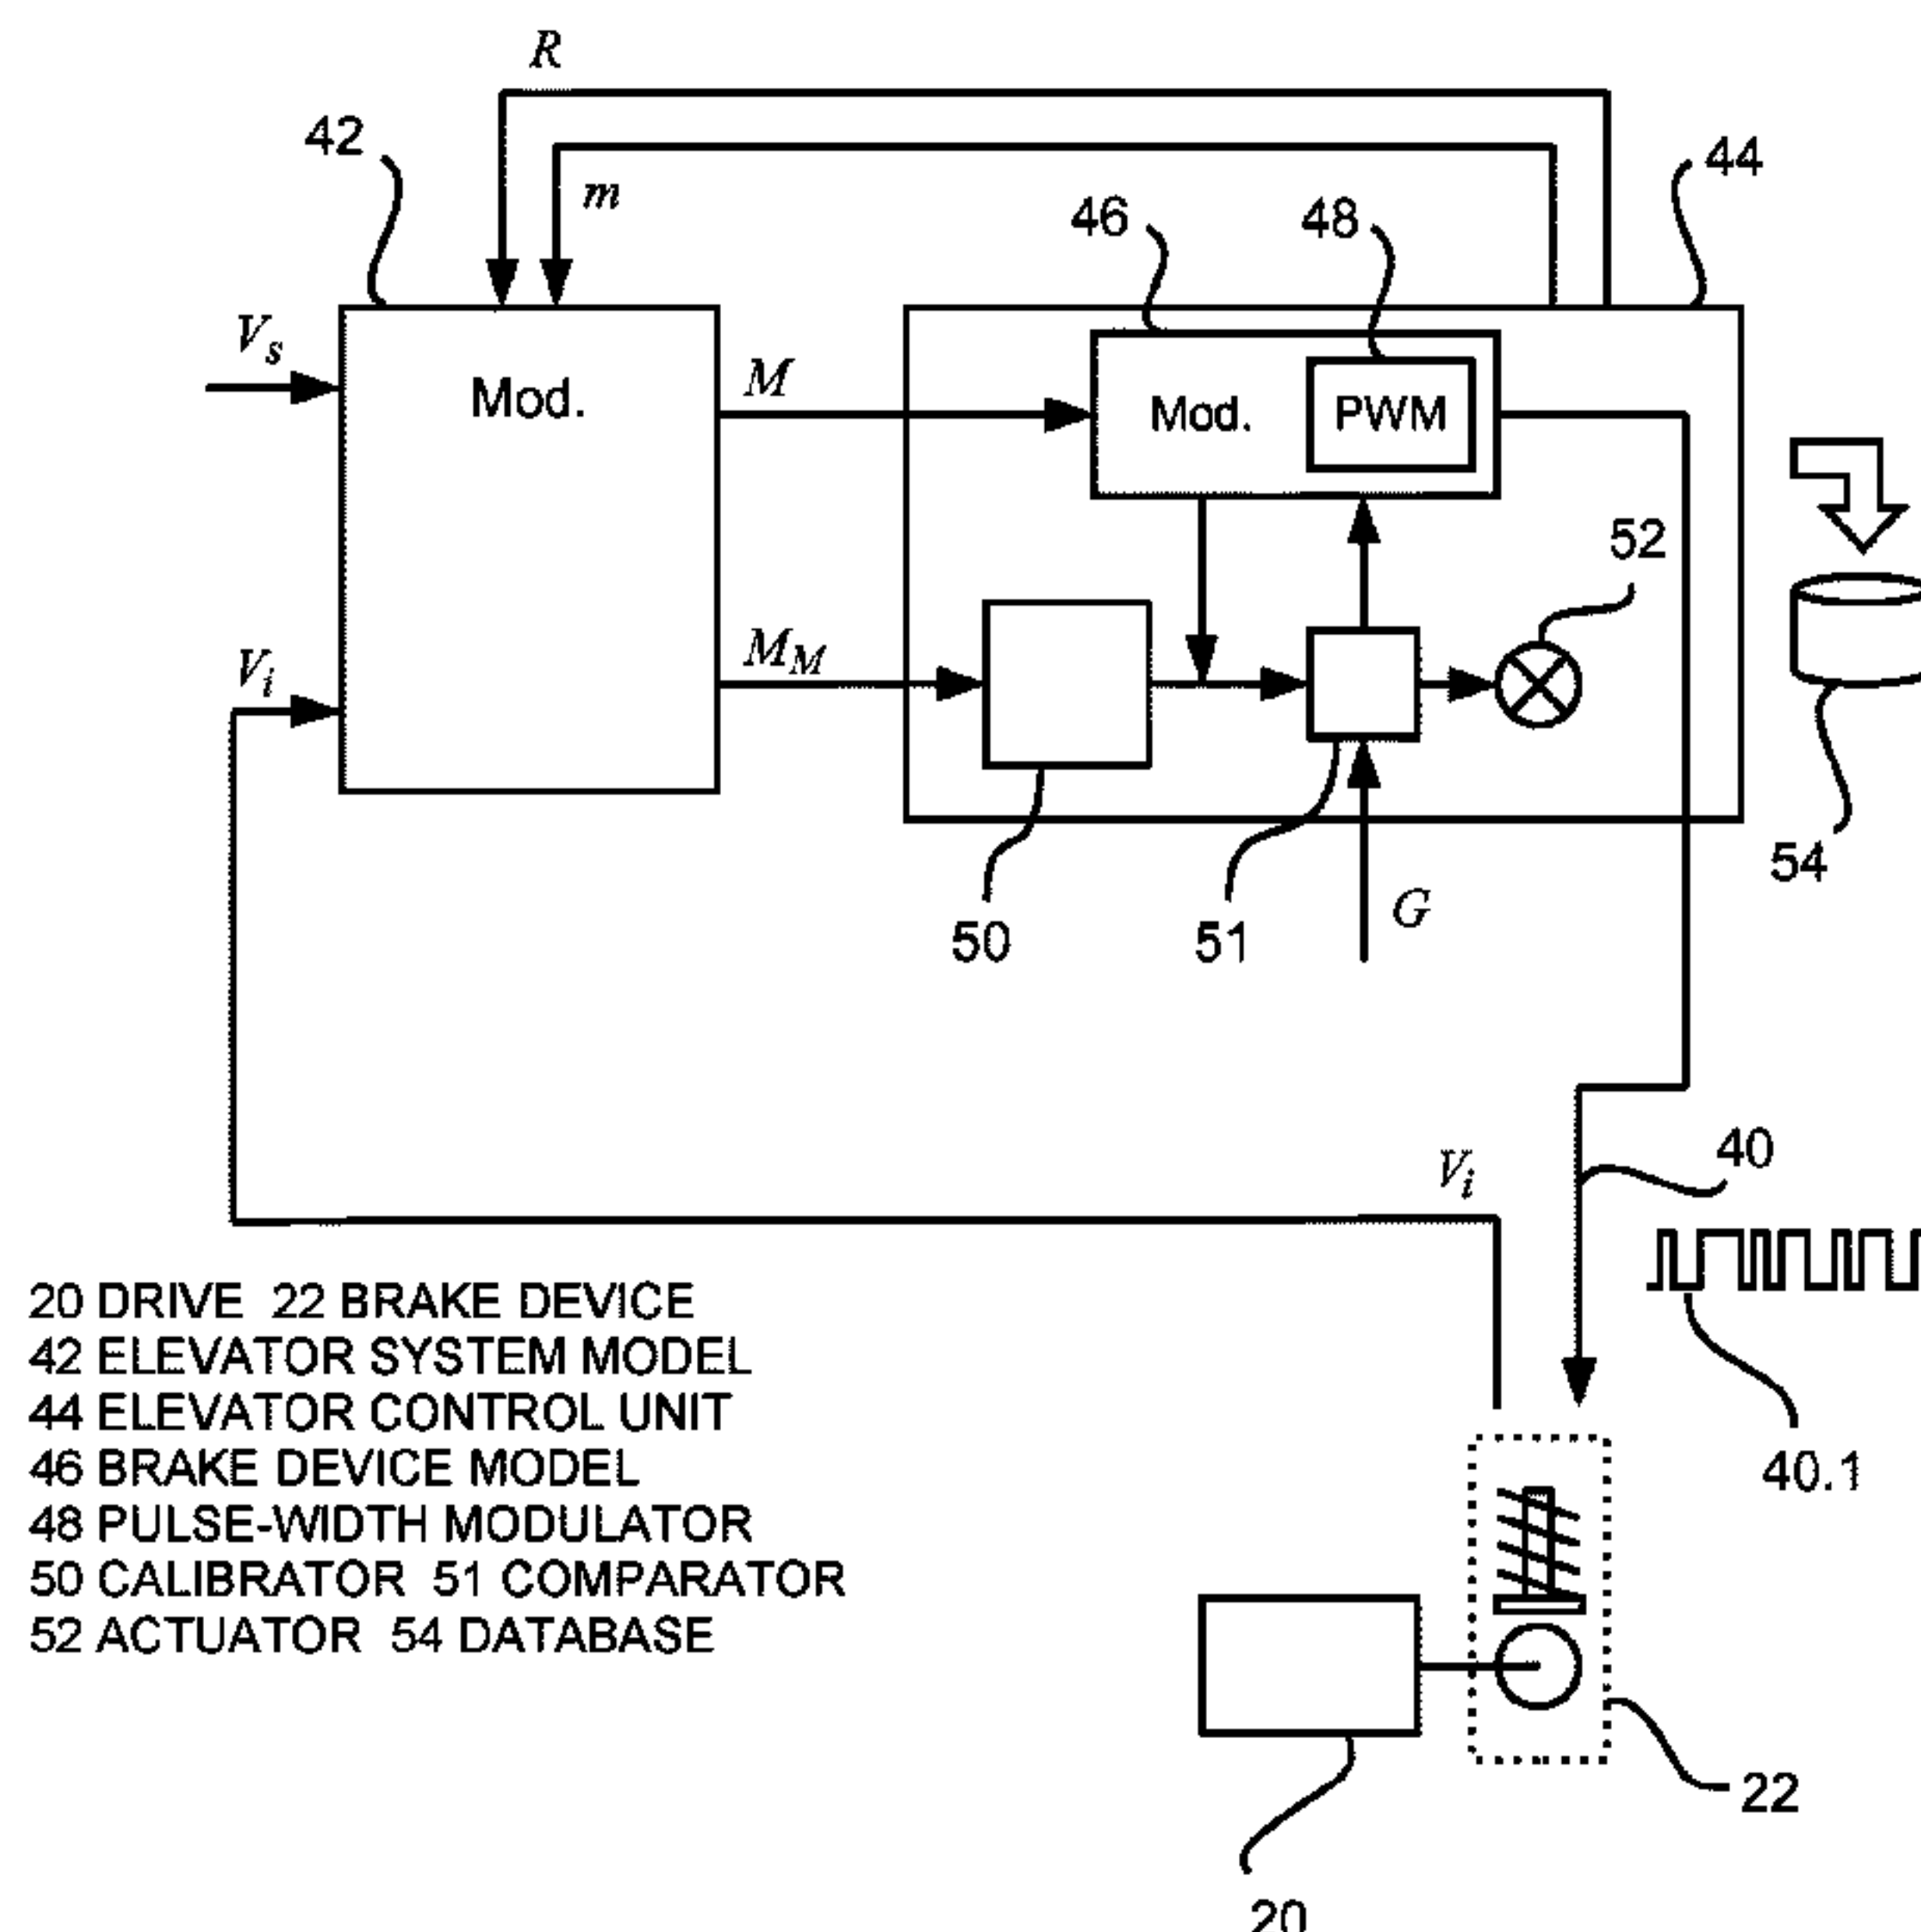 R
42
m
44
46
48
Vs
Mod.
M
Mod.
PWM
52
Vi
MM
54
50
51
G
40
Vi
40.1
20 DRIVE 22 BRAKE DEVICE
42 ELEVATOR SYSTEM MODEL
44 ELEVATOR CONTROL UNIT
46 BRAKE DEVICE MODEL
48 PULSE-WIDTH MODULATOR
50 CALIBRATOR 51 COMPARATOR
52 ACTUATOR 54 DATABASE
22
20